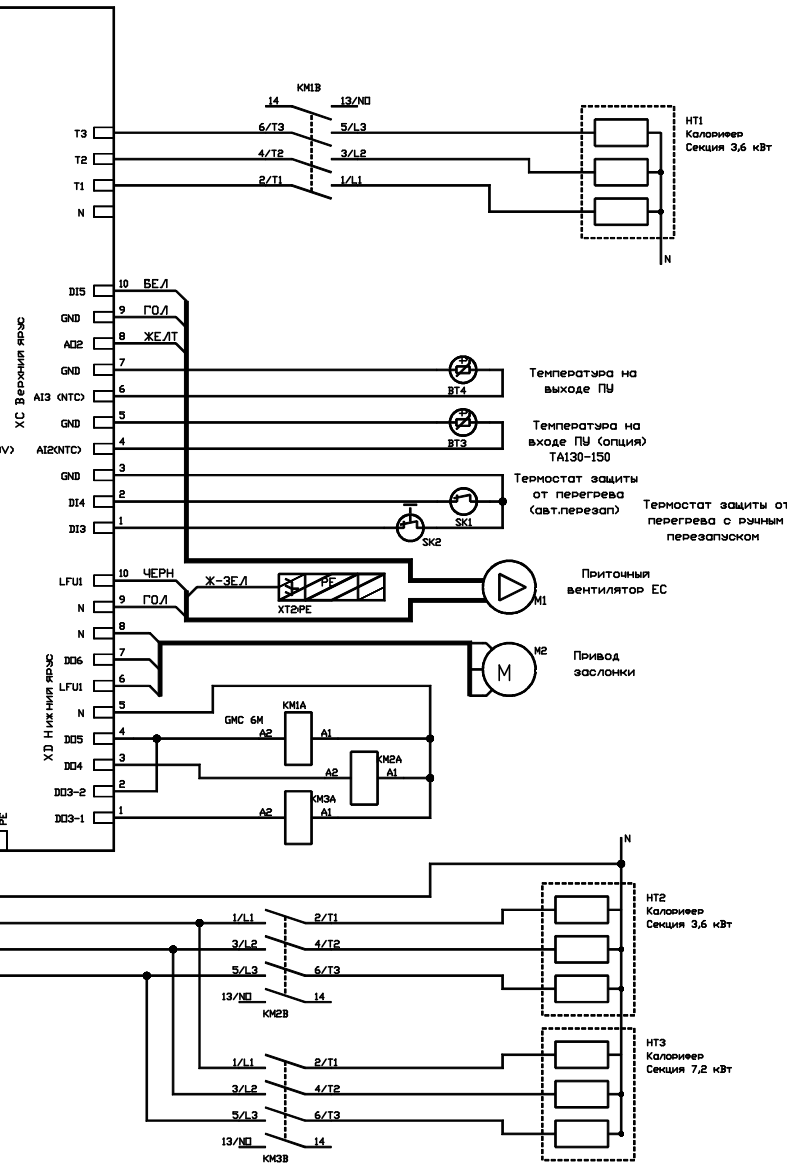 КМ1В
14
13/NO
T3
6/T3
5/L3
HT1
Калорифер
Секция 3,6 кВт
T2
4/T2
3/L2
T1
2/T1
1/L1
N
N
XC Верхний ярус
DI5
10
БЕЛ
GND
9
ГОЛ
AO2
8
ЖЕЛТ
GND
7
AI3 (NTC)
6
BT4
Температура на
выходе ПУ
GND
5
V)
AI2(NTC)
4
BT3
Температура на
входе ПУ (опция)
TA130-150
GND
3
DI4
2
DI3
1
SK1
SK2
Термостат защиты
от перегрева
(авт.перезап)
Термостат защиты от
перегрева с ручным
перезапуском
XD Нижний ярус
LFU1
10
ЧЕРН
Ж-ЗЕЛ
PE
XT2:PE
N
9
ГОЛ
M1
Приточный
вентилятор ЕС
N
8
DO6
7
LFU1
6
M
M2
Привод
заслонки
N
5
GMC 6M
KM1A
DO5
4
A2
A1
DO4
3
KM2A
A2
A1
DO3-2
2
KM3A
DO3-1
1
A2
A1
PE
N
HT2
Калорифер
Секция 3,6 кВт
1/L1
2/T1
3/L2
4/T2
5/L3
6/T3
13/NO
14
KM2B
HT3
Калорифер
Секция 7,2 кВт
1/L1
2/T1
3/L2
4/T2
5/L3
6/T3
13/NO
14
KM3B